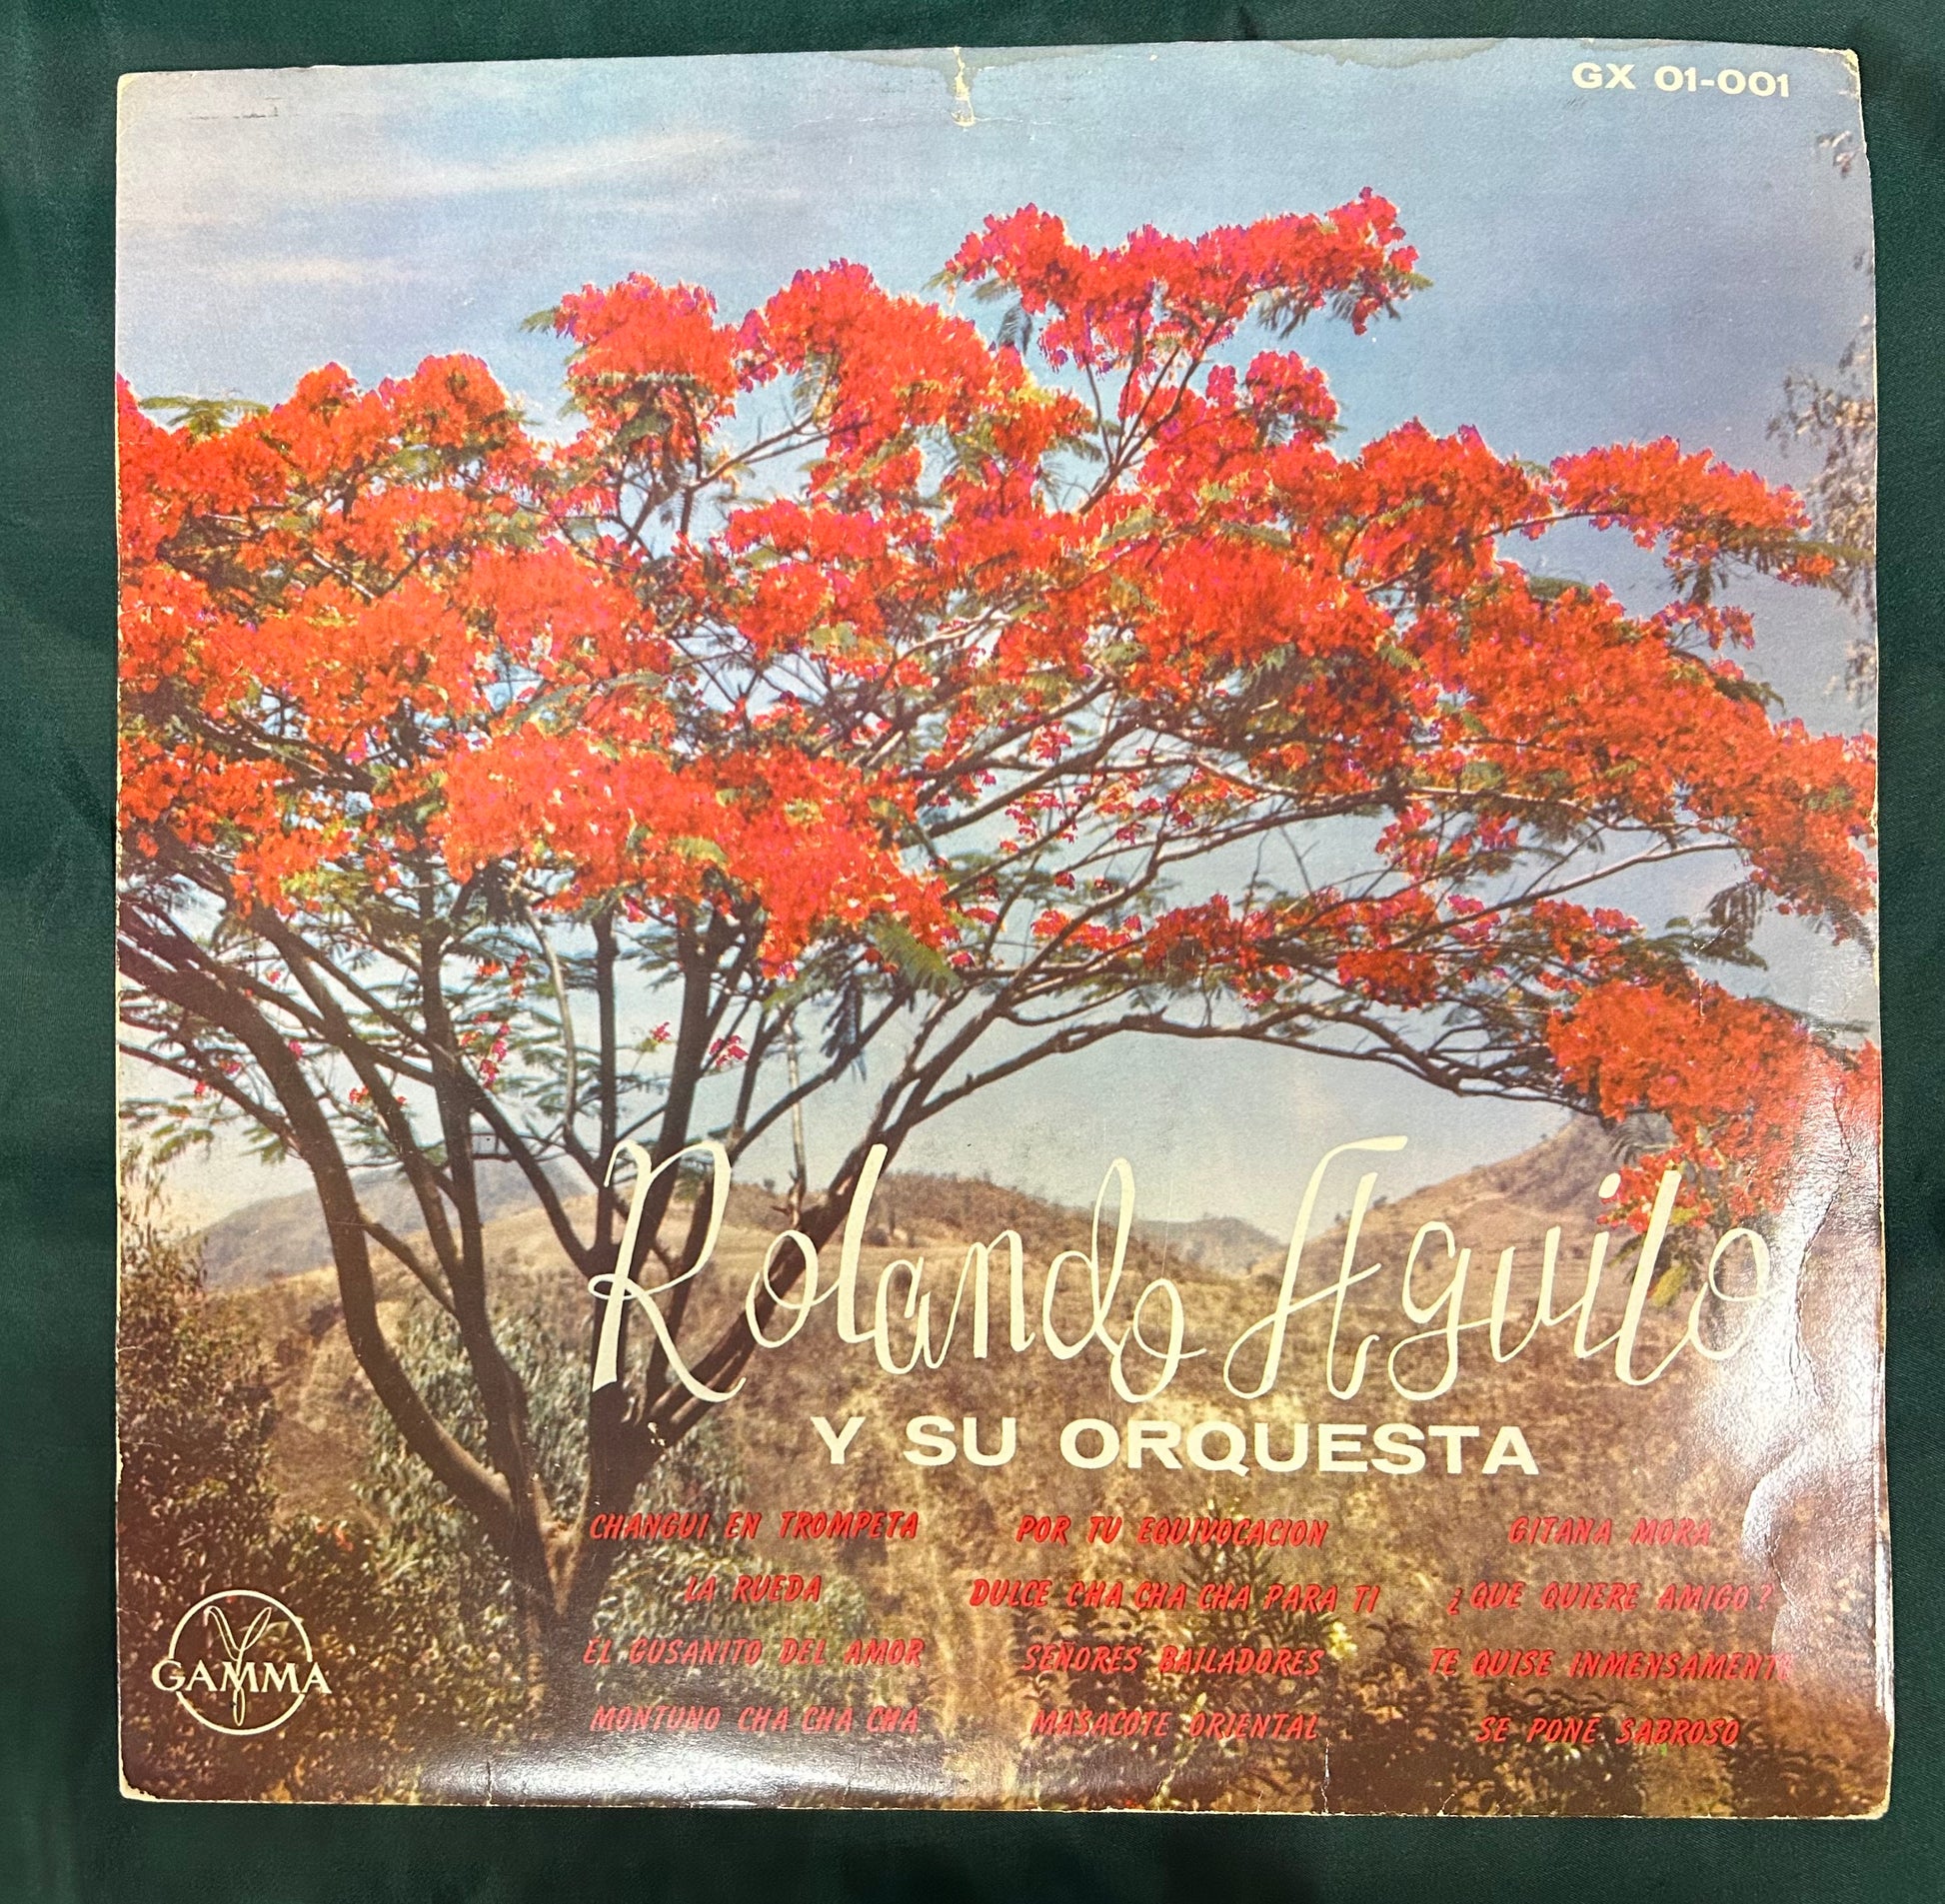 GX 01-001
Rolando Aguilo
Y SU ORQUESTA
CHANGUI EN TROMPETA
LA RUEDA
EL GUSANITO DEL AMOR
MONTUNO CHA CHA CHA
POR TU EQUIVOCACION
DULCE CHA CHA CHA PARA TI
SEÑORES BAILADORES
MASACOTE ORIENTAL
GITANA MORA
¿QUE QUIERE AMIGO?
TE QUISE INMENSAMENTE
SE PONE SABROSO
GAMMA